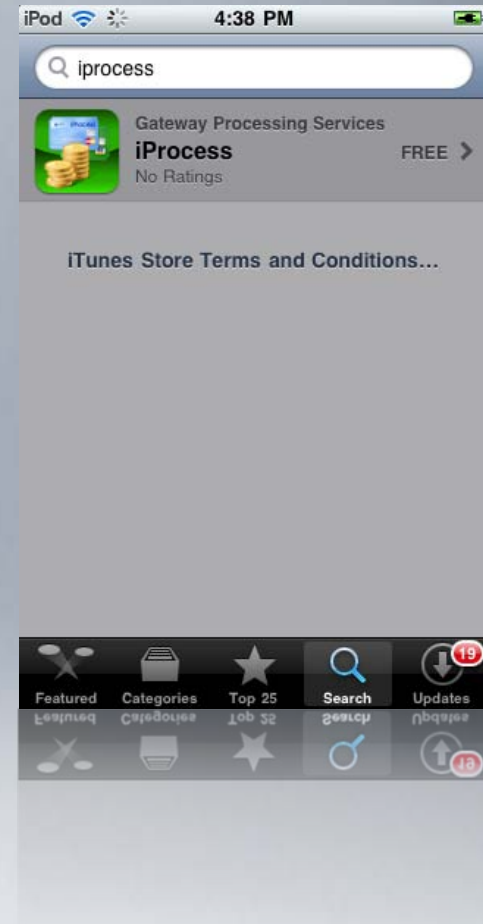 iPod 4:38 PM
iprocess
Gateway Processing Services
iProcess
FREE
No Ratings
iTunes Store Terms and Conditions...
19
Featured Categories Top 25 Search Updates